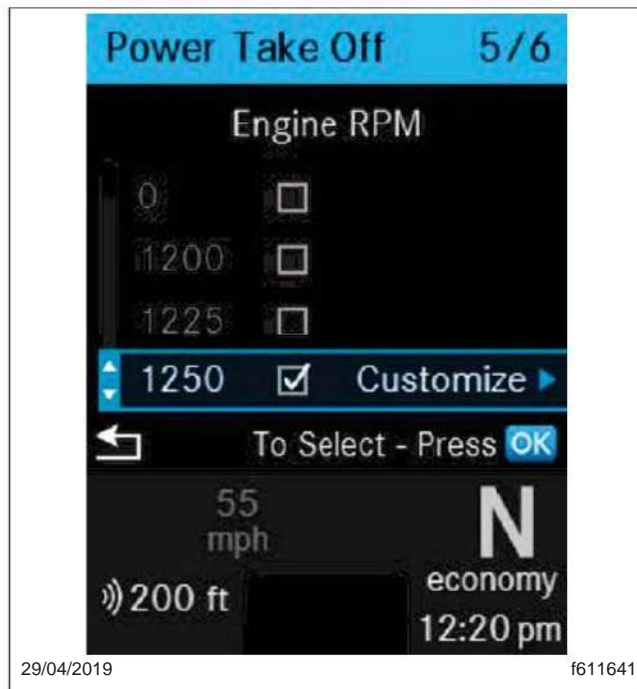 Power Take Off 5/6
Engine RPM
0
1200
1225
1250 Customize
To Select - Press OK
55
mph
N
economy
200 ft
12:20 pm
29/04/2019 f611641